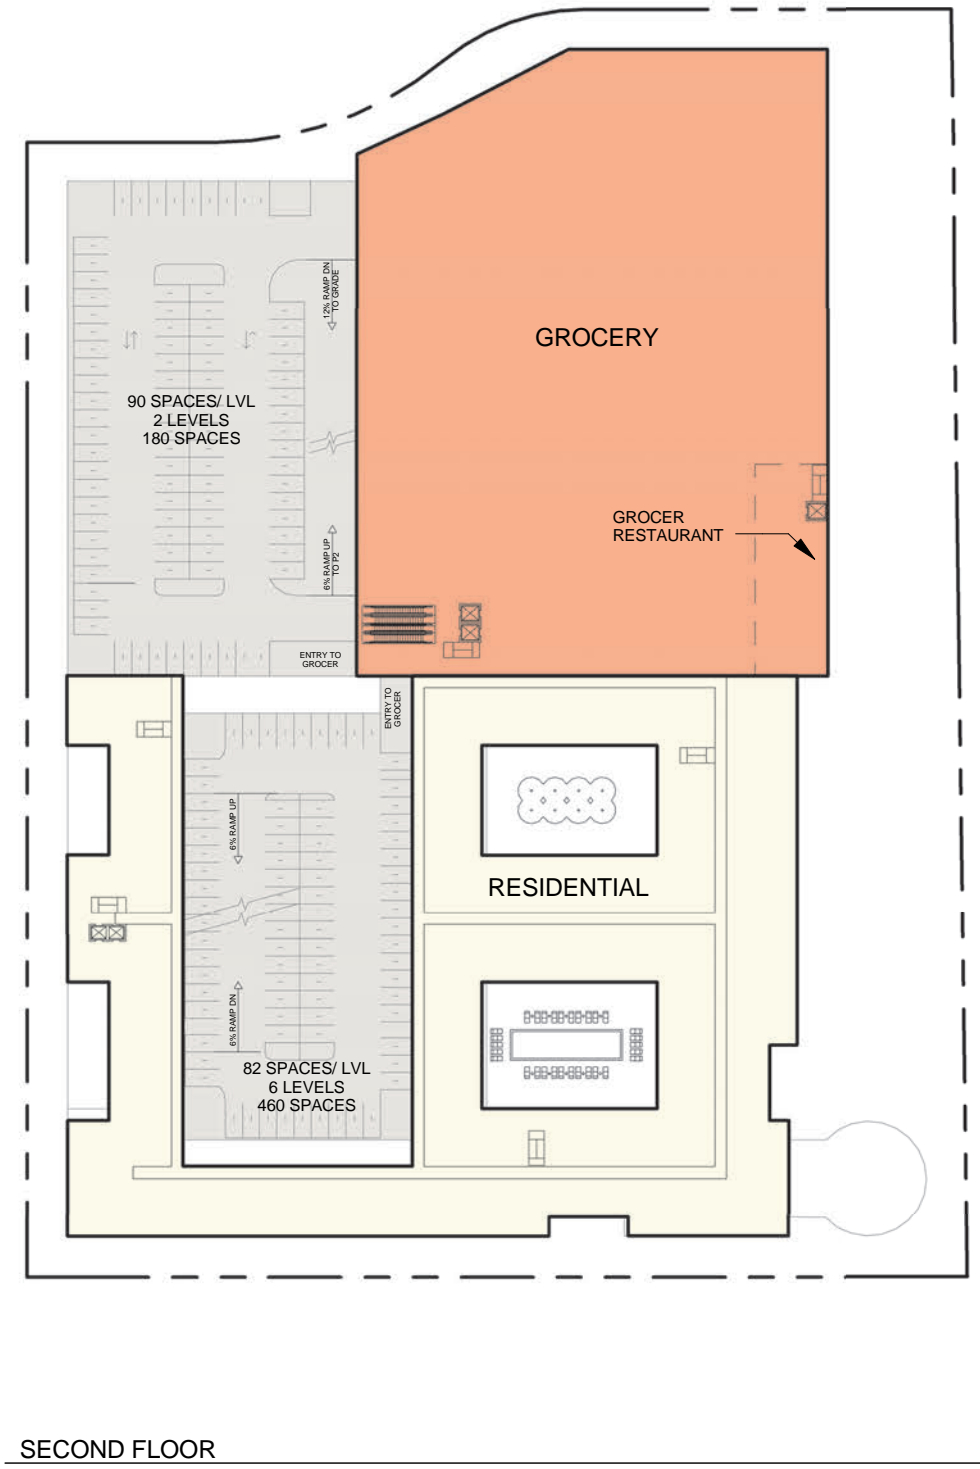 12% RAMP DN
TO GRADE
GROCERY
90 SPACES/ LVL
2 LEVELS
180 SPACES
GROCER
RESTAURANT
6% RAMP UP
TO P2
ENTRY TO
GROCER
ENTRY TO
GROCER
6% RAMP UP
RESIDENTIAL
6% RAMP DN
82 SPACES/ LVL
6 LEVELS
460 SPACES
SECOND FLOOR